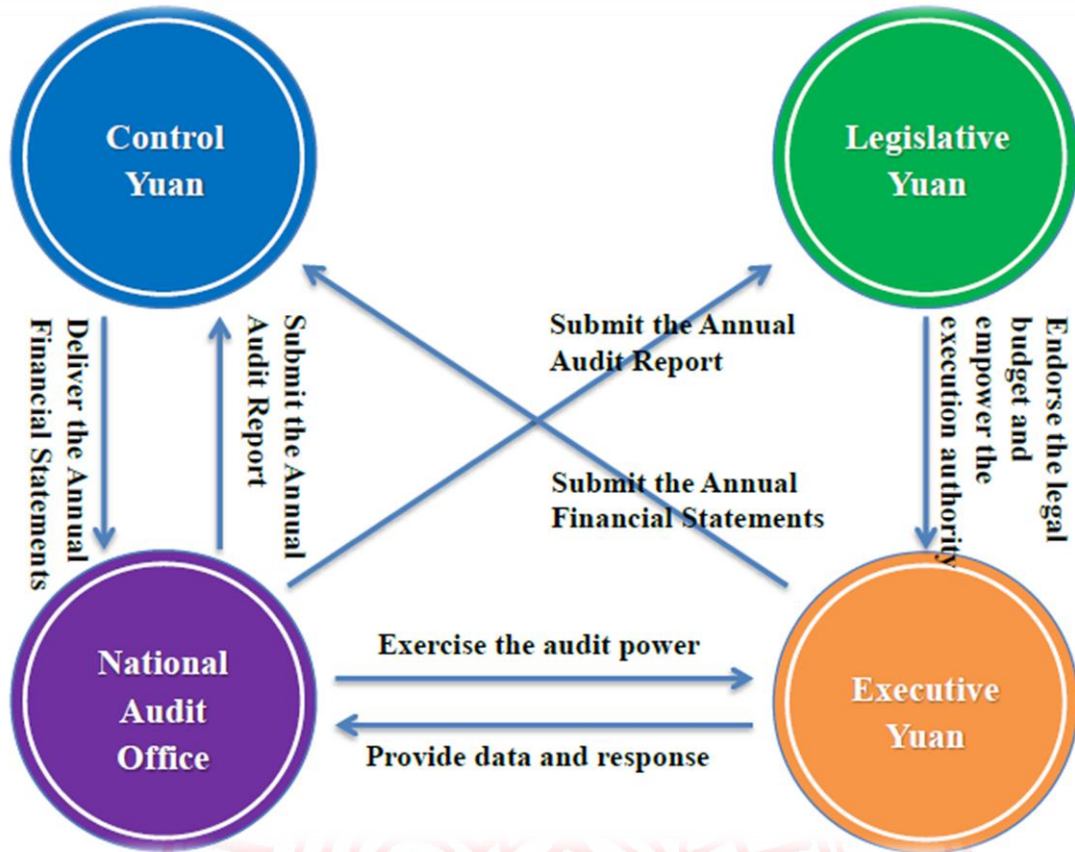 Control
Yuan
Legislative
Yuan
Deliver the Annual
Financial Statements
Submit the Annual
Audit Report
Submit the Annual
Audit Report
Submit the Annual
Financial Statements
Endorse the legal
budget and
empower the
execution authority
National
Audit
Office
Exercise the audit power
Provide data and response
Executive
Yuan